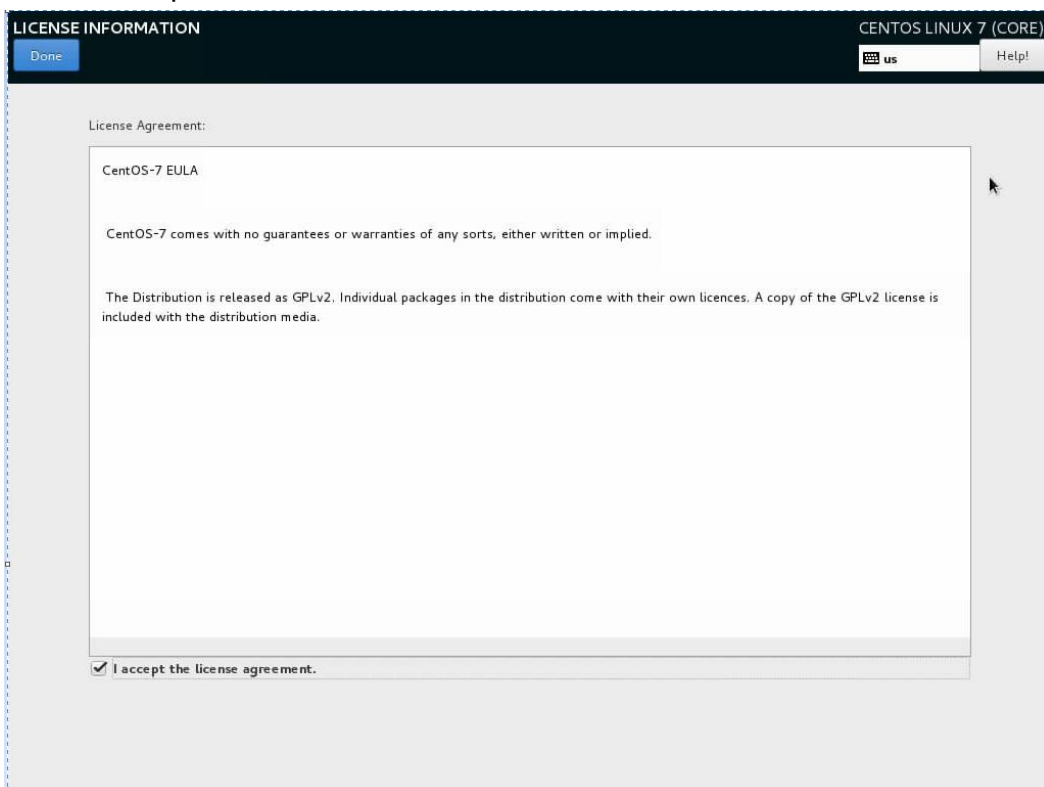 LICENSE INFORMATION
CENTOS LINUX 7 (CORE)
Done
us
Help!
License Agreement:
CentOS-7 EULA
CentOS-7 comes with no guarantees or warranties of any sorts, either written or implied.
The Distribution is released as GPLv2. Individual packages in the distribution come with their own licences. A copy of the GPLv2 license is
included with the distribution media.
I accept the license agreement.